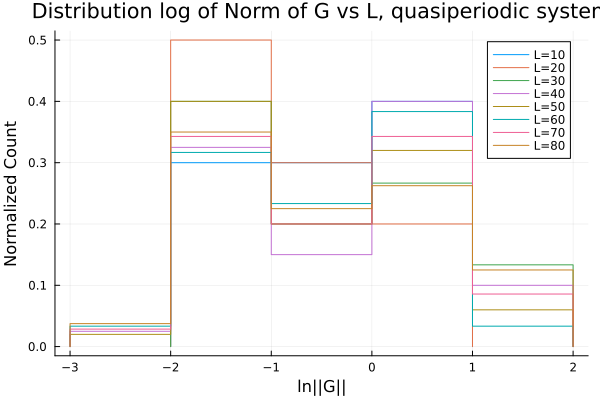 Distribution log of Norm of G vs L, quasiperiodic syster
0.5
0.4
0.3
0.2
0.1
0.0
Normalized Count
L=10
L=20
L=30
L=40
L=50
L=60
L=70
L=80
−3 −2 −1 0 1 2
ln||G||